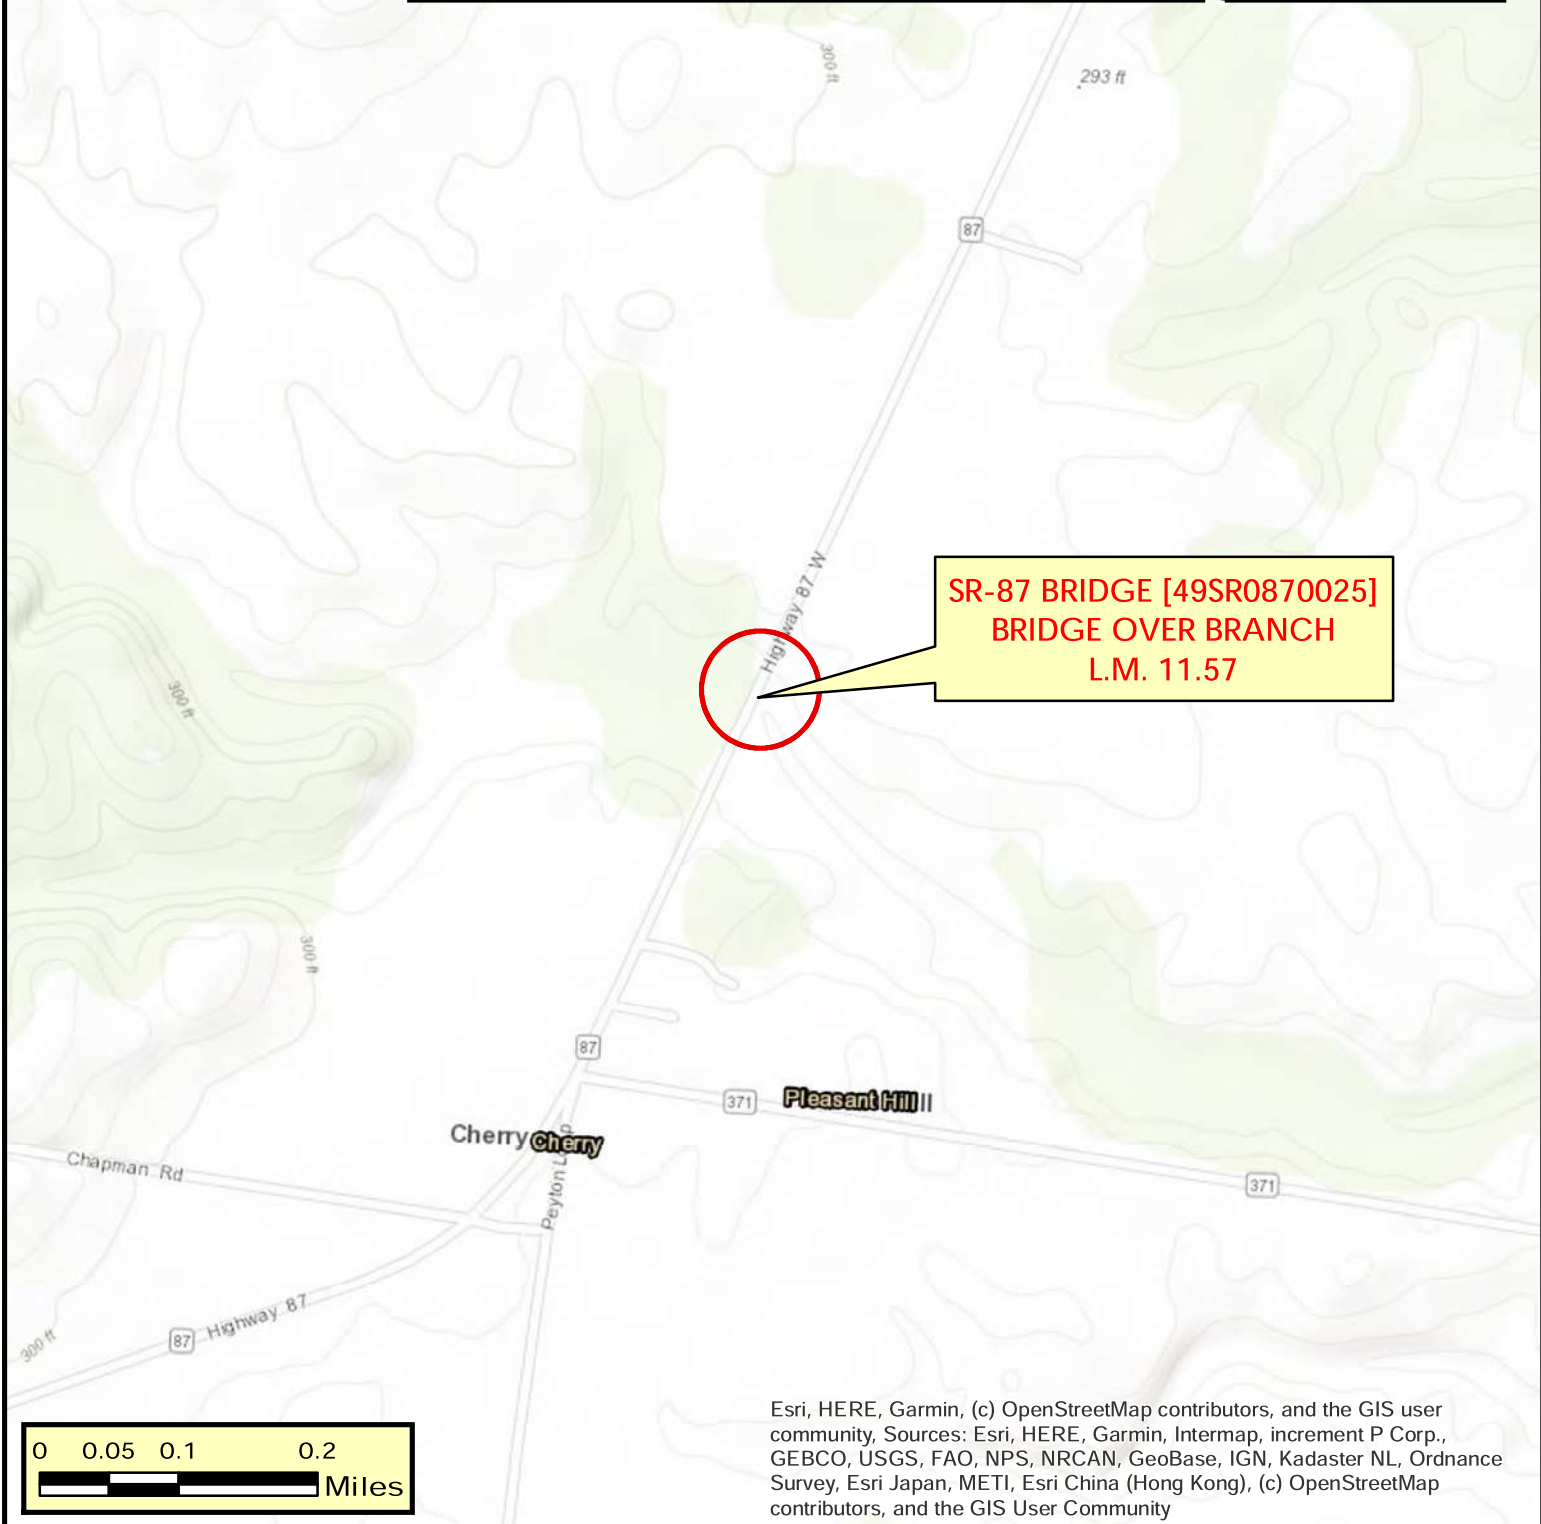 300 ft
293 ft
87
Highway 87 W
SR-87 BRIDGE [49SR0870025]
BRIDGE OVER BRANCH
L.M. 11.57
300 ft
300 ft
87
371
Pleasant Hill
Cherry
Cherry
Peyton Loop
Chapman Rd
371
Highway 87
87
300 ft
0 0.05 0.1 0.2
Miles
Esri, HERE, Garmin, (c) OpenStreetMap contributors, and the GIS user
community, Sources: Esri, HERE, Garmin, Intermap, increment P Corp.,
GEBCO, USGS, FAO, NPS, NRCAN, GeoBase, IGN, Kadaster NL, Ordnance
Survey, Esri Japan, METI, Esri China (Hong Kong), (c) OpenStreetMap
contributors, and the GIS User Community